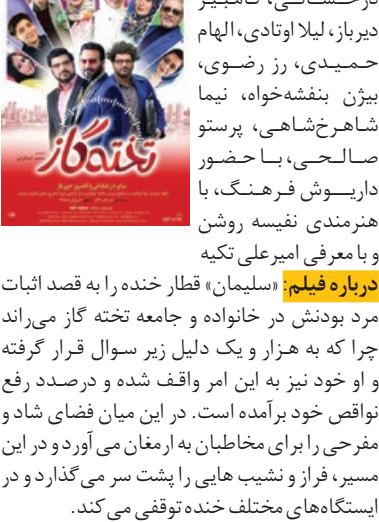 دیرباز، لیلا اوتادی، الهام
حمیدی، رز رضوی،
بیژن بنفشه‌خواه، نیما
شاهرخ‌شاهی، پرستو
صالحی، با حضور
داریوش فرهنگ، با
هنرمندی نفیسه روشن
و با معرفی امیرعلی تکیه
تخته گاز
درباره فیلم: «سلیمان» قطار خنده را به قصد اثبات
مرد بودنش در خانواده و جامعه تخته گاز می‌راند
چرا که به هزار و یک دلیل زیر سوال قرار گرفته
و او خود نیز به این امر واقف شده و درصدد رفع
نواقص خود برآمده است. در این میان فضای شاد و
مفرحی را برای مخاطبان به ارمغان می آورد و در این
مسیر، فراز و نشیب هایی را پشت سر می گذارد و در
ایستگاه‌های مختلف خنده توقفی می کند.